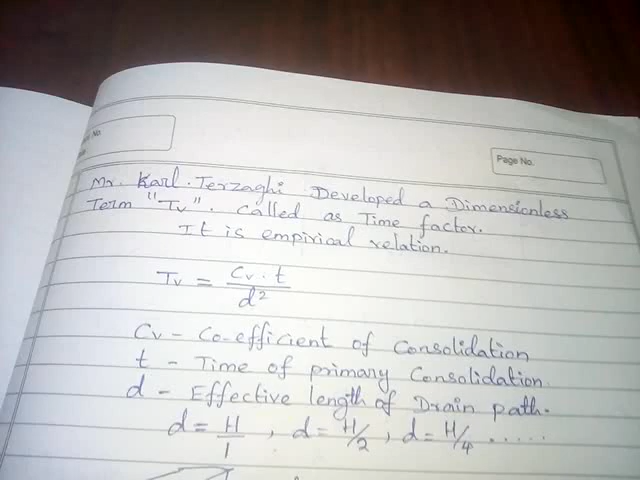 No.
Page No.
Mr. Karl. Terzaghi Developed a Dimensionless
Term "Tv". called as Time factor.
It is empirical relation.
Tv = Cv . t / d²
Cv - Co-efficient of Consolidation
t - Time of primary Consolidation.
d - Effective length of Drain path.
d = H/1 , d = H/2 , d = H/4 ......